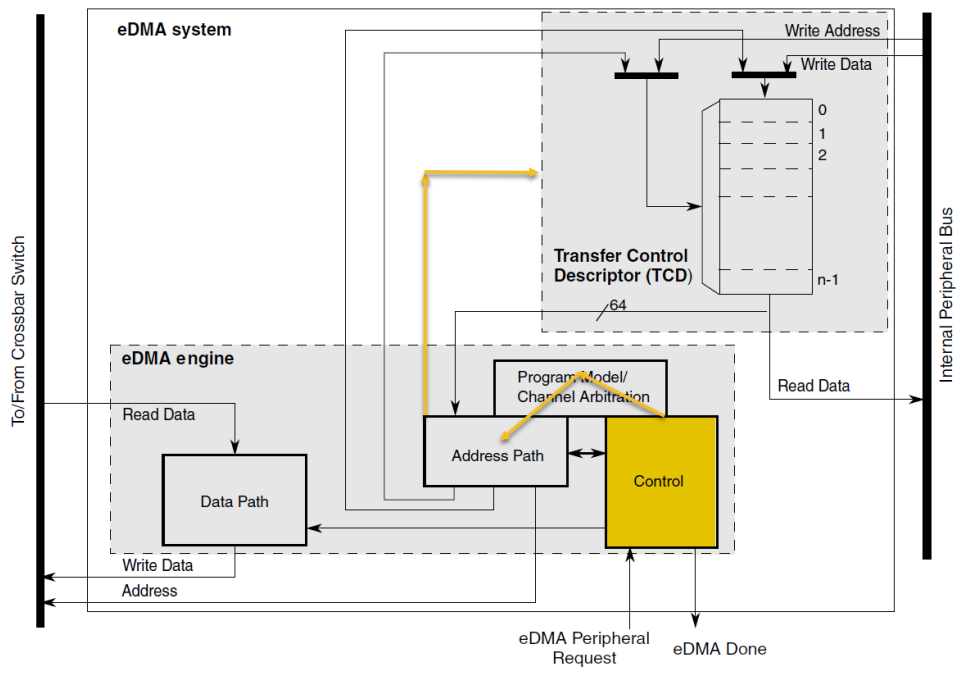 eDMA system
Write Address
Write Data
0
1
2
n-1
Transfer Control
Descriptor (TCD)
64
To/From Crossbar Switch
Internal Peripheral Bus
eDMA engine
Program Model/
Channel Arbitration
Read Data
Read Data
Address Path
Control
Data Path
Write Data
Address
eDMA Peripheral
Request
eDMA Done